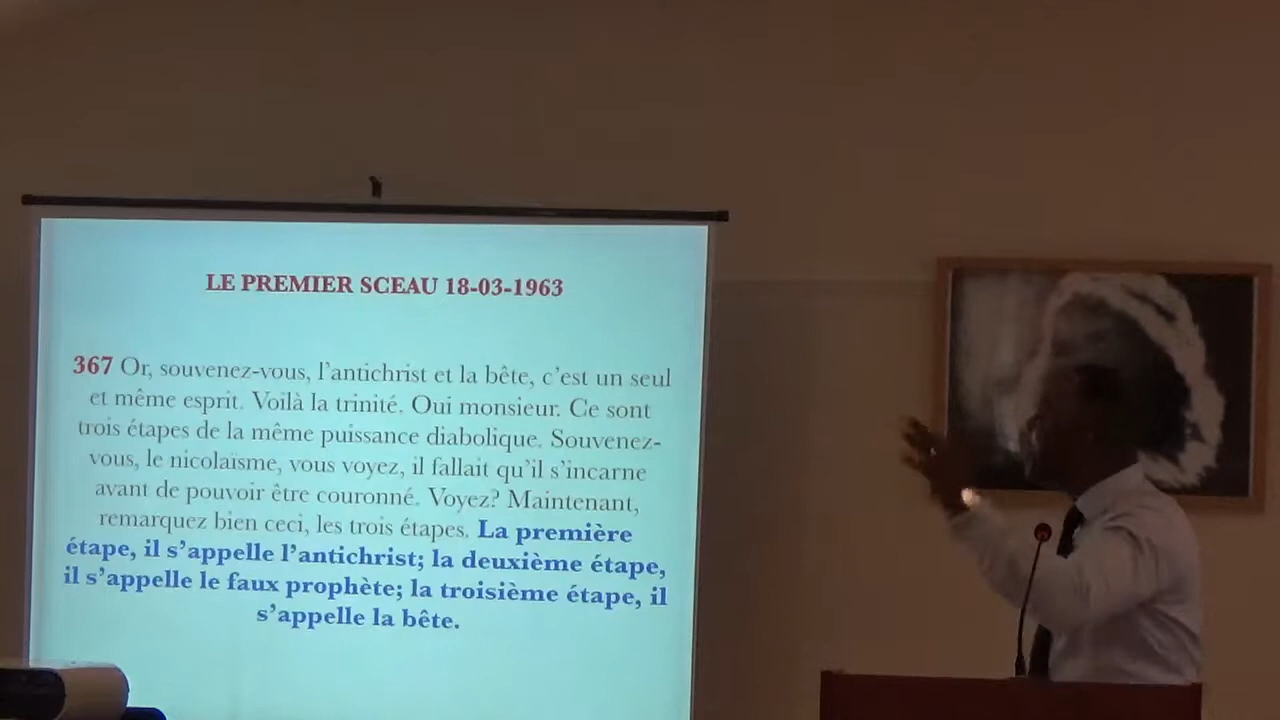 LE PREMIER SCEAU 18-03-1963
367 Or, souvenez-vous, l’antichrist et la bête, c’est un seul
et même esprit. Voilà la trinité. Oui monsieur. Ce sont
trois étapes de la même puissance diabolique. Souvenez-
vous, le nicolaïsme, vous voyez, il fallait qu’il s’incarne
avant de pouvoir être couronné. Voyez? Maintenant,
remarquez bien ceci, les trois étapes. La première
étape, il s’appelle l’antichrist; la deuxième étape,
il s’appelle le faux prophète; la troisième étape, il
s’appelle la bête.